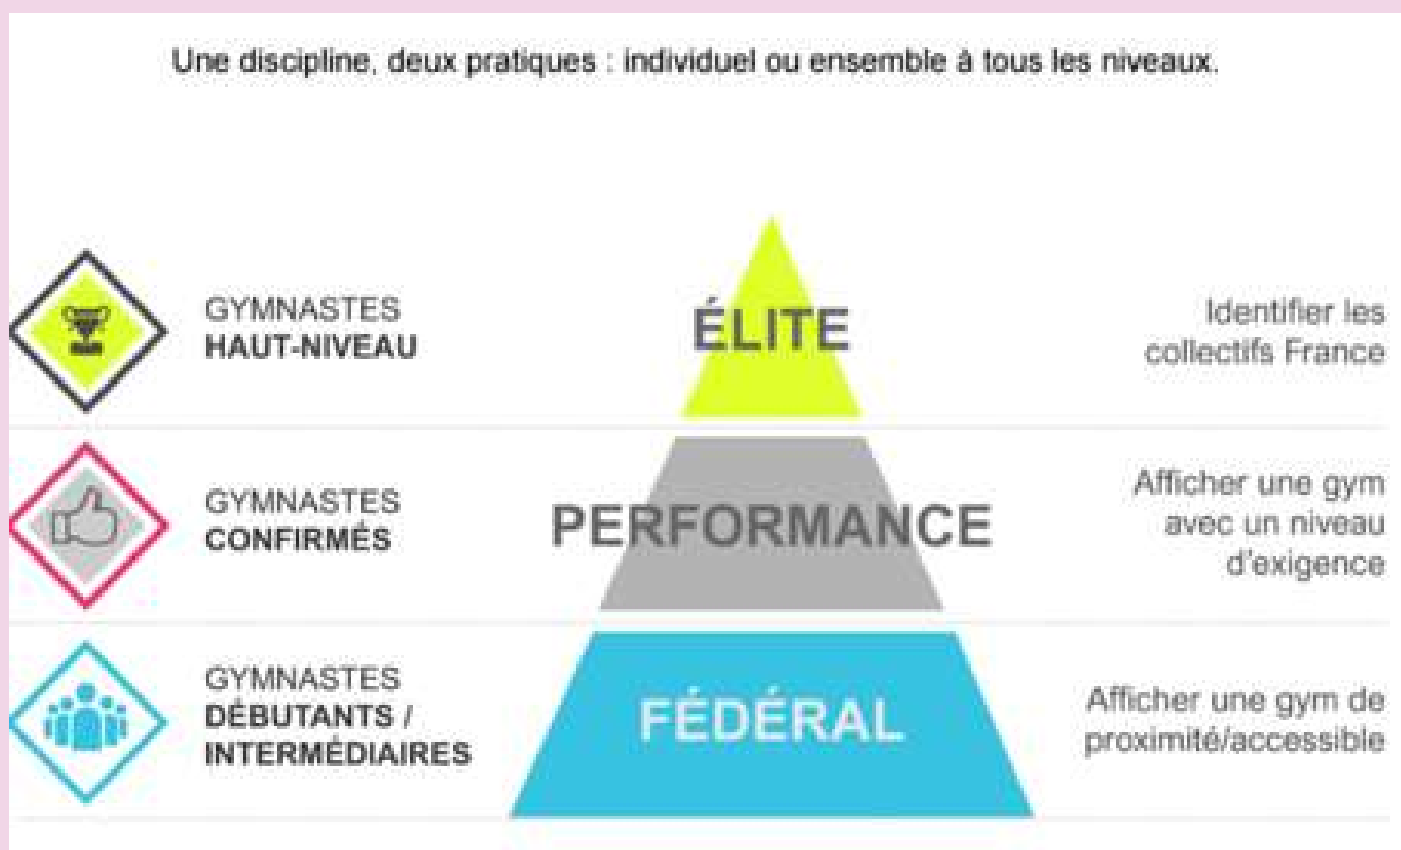 Une discipline, deux pratiques : individuel ou ensemble à tous les niveaux.
GYMNASTES
HAUT-NIVEAU
ÉLITE
Identifier les
collectifs France
GYMNASTES
CONFIRMÉS
PERFORMANCE
Afficher une gym
avec un niveau
d'exigence
GYMNASTES
DÉBUTANTS /
INTERMÉDIAIRES
FÉDÉRAL
Afficher une gym de
proximité/accessible